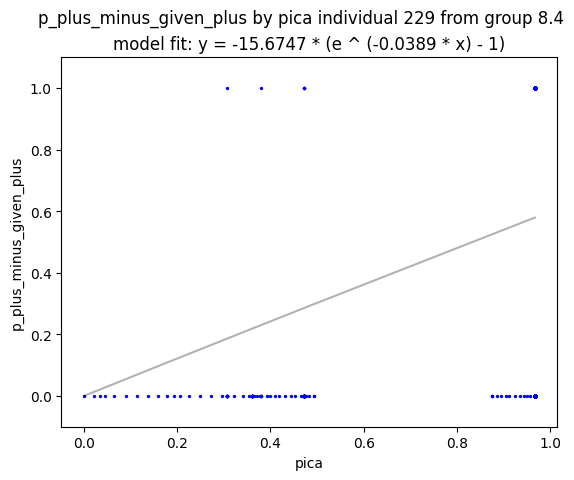 p_plus_minus_given_plus by pica individual 229 from group 8.4
model fit: y = -15.6747 * (e ^ (-0.0389 * x) - 1)
1.0
0.8
0.6
0.4
0.2
0.0
p_plus_minus_given_plus
0.0 0.2 0.4 0.6 0.8 1.0
pica